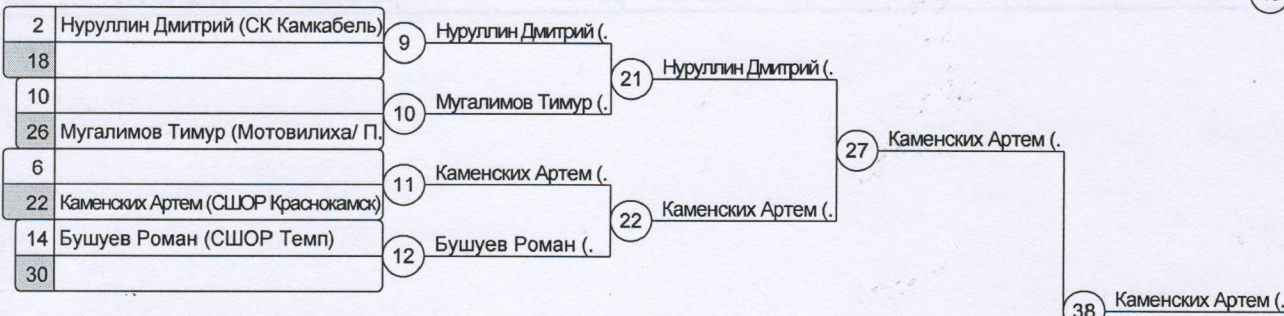 2 Нуруллин Дмитрий (СК Камкабель)
18
10
26 Мугалимов Тимур (Мотовилиха/ П.
6
22 Каменских Артем (СШОР Краснокамск)
14 Бушуев Роман (СШОР Темп)
30
9 Нуруллин Дмитрий (.
10 Мугалимов Тимур (.
11 Каменских Артем (.
12 Бушуев Роман (.
21 Нуруллин Дмитрий (.
22 Каменских Артем (.
27 Каменских Артем (.
38 Каменских Артем (.